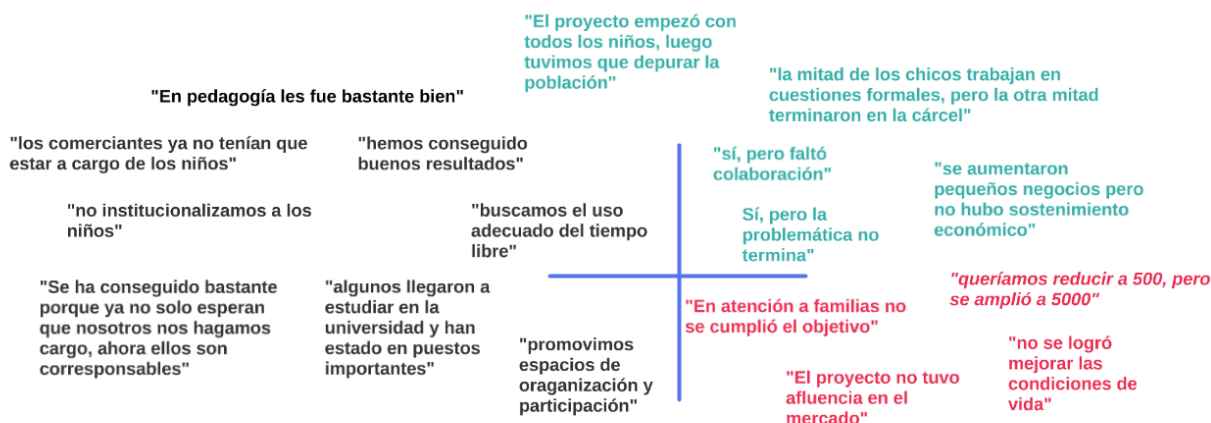 "El proyecto empezó con
todos los niños, luego
tuvimos que depurar la
población"
"la mitad de los chicos trabajan en
cuestiones formales, pero la otra mitad
terminaron en la cárcel"
"En pedagogía les fue bastante bien"
"los comerciantes ya no tenían que
estar a cargo de los niños"
"hemos conseguido
buenos resultados"
"sí, pero faltó
colaboración"
"se aumentaron
pequeños negocios pero
no hubo sostenimiento
económico"
"no institucionalizamos a los
niños"
"buscamos el uso
adecuado del tiempo
libre"
Sí, pero la
problemática no
termina"
"Se ha conseguido bastante
porque ya no solo esperan
que nosotros nos hagamos
cargo, ahora ellos son
corresponsables"
"algunos llegaron a
estudiar en la
universidad y han
estado en puestos
importantes"
"queríamos reducir a 500, pero
se amplió a 5000"
"En atención a familias no
se cumplió el objetivo"
"promovimos
espacios de
oraganización y
participación"
"no se logró
mejorar las
condiciones de
vida"
"El proyecto no tuvo
afluencia en el
mercado"